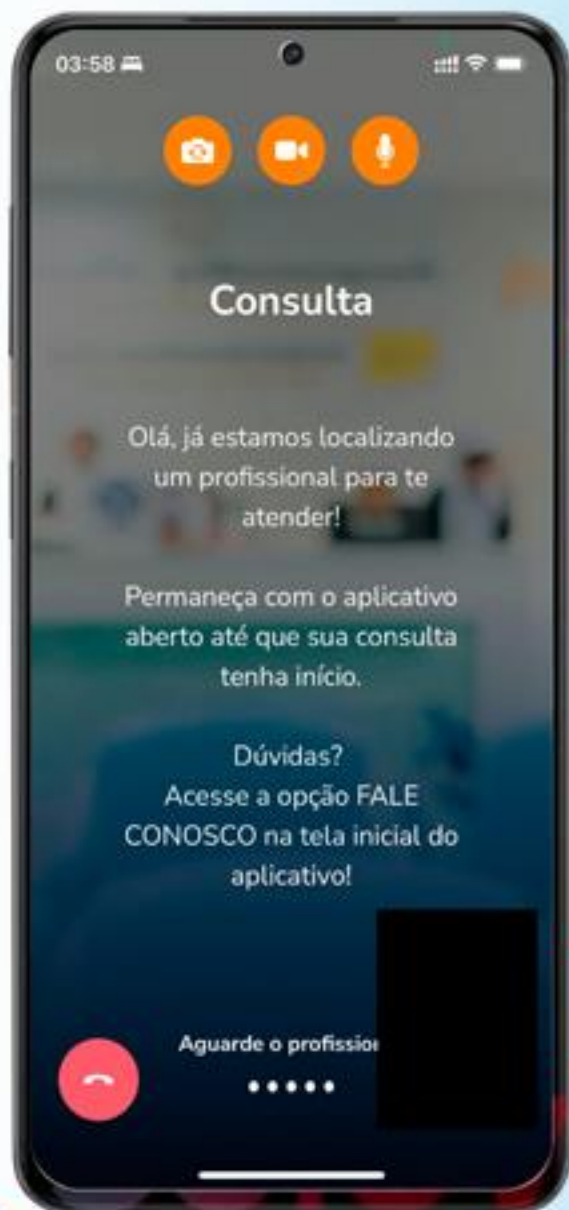 03:58
Consulta
Olá, já estamos localizando
um profissional para te
atender!
Permaneça com o aplicativo
aberto até que sua consulta
tenha início.
Dúvidas?
Acesse a opção FALE
CONOSCO na tela inicial do
aplicativo!
Aguarde o